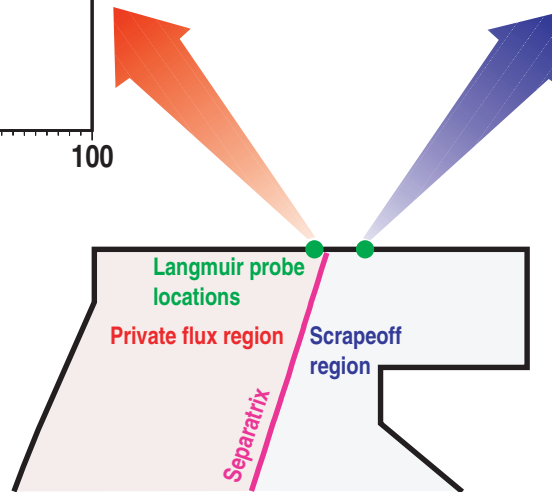 100
Langmuir probe
locations
Private flux region
Scrapeoff
region
Separatrix